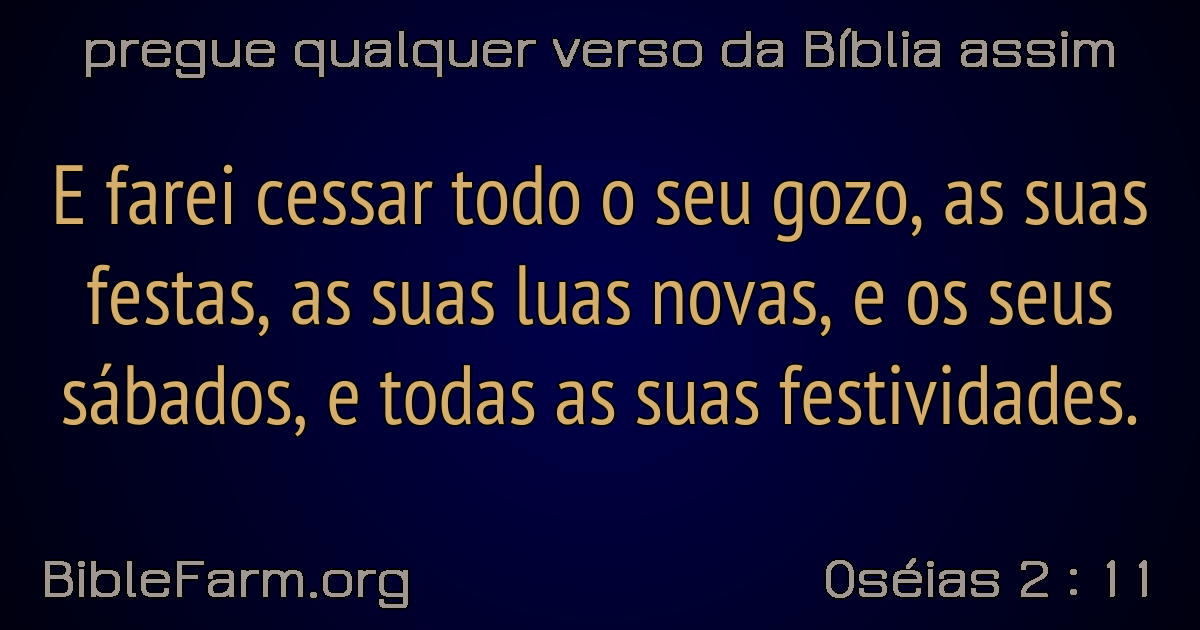 pregue qualquer verso da Bíblia assim
E farei cessar todo o seu gozo, as suas
festas, as suas luas novas, e os seus
sábados, e todas as suas festividades.
BibleFarm.org
Oséias 2 : 11